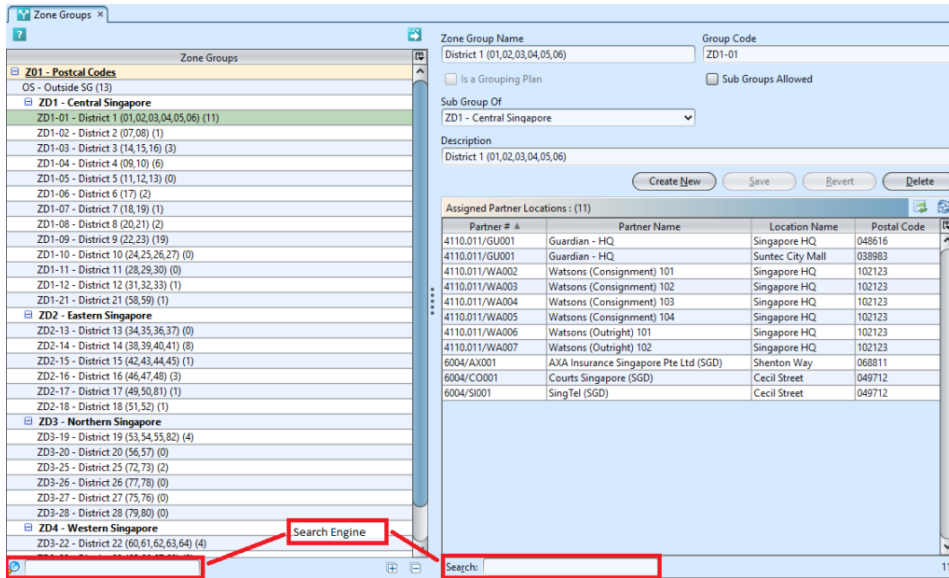 Zone Groups ×
?
Zone Groups
Z01 - Postcal Codes
OS - Outside SG (13)
ZD1 - Central Singapore
ZD1-01 - District 1 (01,02,03,04,05,06) (11)
ZD1-02 - District 2 (07,08) (1)
ZD1-03 - District 3 (14,15,16) (3)
ZD1-04 - District 4 (09,10) (6)
ZD1-05 - District 5 (11,12,13) (0)
ZD1-06 - District 6 (17) (2)
ZD1-07 - District 7 (18,19) (1)
ZD1-08 - District 8 (20,21) (2)
ZD1-09 - District 9 (22,23) (19)
ZD1-10 - District 10 (24,25,26,27) (0)
ZD1-11 - District 11 (28,29,30) (0)
ZD1-12 - District 12 (31,32,33) (1)
ZD1-21 - District 21 (58,59) (1)
ZD2 - Eastern Singapore
ZD2-13 - District 13 (34,35,36,37) (0)
ZD2-14 - District 14 (38,39,40,41) (8)
ZD2-15 - District 15 (42,43,44,45) (1)
ZD2-16 - District 16 (46,47,48) (3)
ZD2-17 - District 17 (49,50,81) (1)
ZD2-18 - District 18 (51,52) (1)
ZD3 - Northern Singapore
ZD3-19 - District 19 (53,54,55,82) (4)
ZD3-20 - District 20 (56,57) (0)
ZD3-25 - District 25 (72,73) (2)
ZD3-26 - District 26 (77,78) (0)
ZD3-27 - District 27 (75,76) (0)
ZD3-28 - District 28 (79,80) (0)
ZD4 - Western Singapore
ZD3-22 - District 22 (60,61,62,63,64) (4)
Search Engine
Zone Group Name Group Code
District 1 (01,02,03,04,05,06) ZD1-01
Is a Grouping Plan Sub Groups Allowed
Sub Group Of
ZD1 - Central Singapore
Description
District 1 (01,02,03,04,05,06)
Create New Save Revert Delete
Assigned Partner Locations : (11)
Partner # Partner Name Location Name Postal Code
4110.011/GU001 Guardian - HQ Singapore HQ 048616
4110.011/GU001 Guardian - HQ Suntec City Mall 038983
4110.011/WA002 Watsons (Consignment) 101 Singapore HQ 102123
4110.011/WA003 Watsons (Consignment) 102 Singapore HQ 102123
4110.011/WA004 Watsons (Consignment) 103 Singapore HQ 102123
4110.011/WA005 Watsons (Consignment) 104 Singapore HQ 102123
4110.011/WA006 Watsons (Outright) 101 Singapore HQ 102123
4110.011/WA007 Watsons (Outright) 102 Singapore HQ 102123
6004/AX001 AXA Insurance Singapore Pte Ltd (SGD) Shenton Way 068811
6004/CO001 Courts Singapore (SGD) Cecil Street 049712
6004/SI001 SingTel (SGD) Cecil Street 049712
Search: